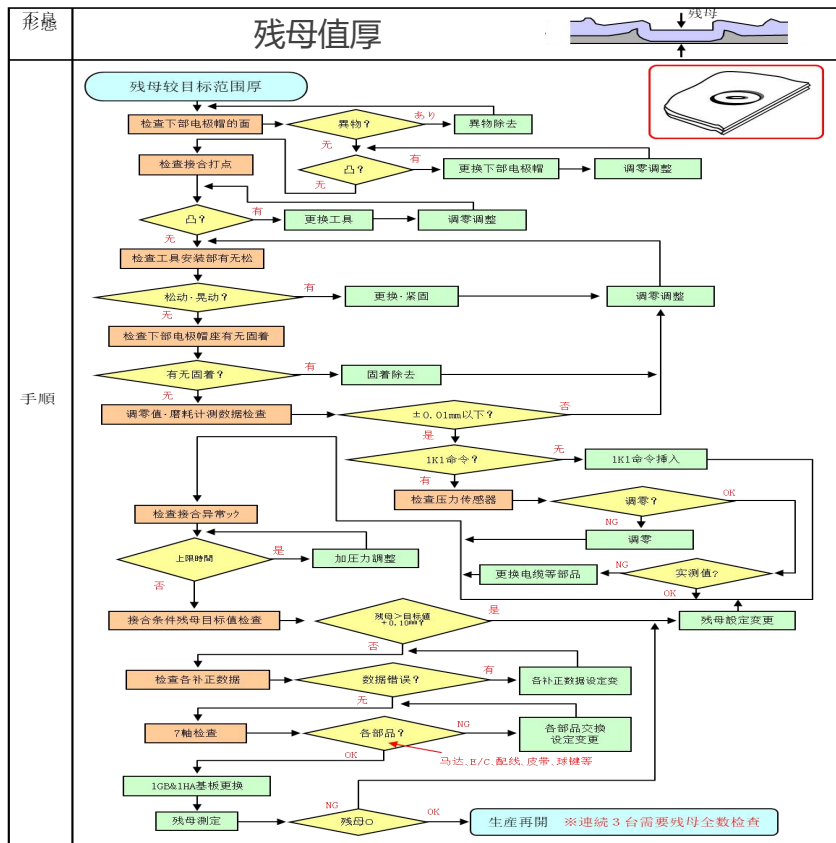 不良
形態
残母值厚
残母
手順
残母较目标范围厚
检查下部电极帽的面
異物?
あり
異物除去
无
检查接合打点
凸?
有
更换下部电极帽
调零调整
无
凸?
有
更换工具
调零调整
无
检查工具安装部有无松
松动·晃动?
有
更换·紧固
调零调整
无
检查下部电极帽座有无固着
有无固着?
有
固着除去
无
调零值·磨耗计测数据检查
±0.01mm以下?
否
是
1K1命令?
无
1K1命令挿入
有
检查压力传感器
调零?
OK
NG
调零
检查接合异常ック
上限時間
是
加圧力調整
更换电缆等部品
NG
实测值?
OK
否
接合条件残母目标值检查
残母>目標値
+0.10mm?
是
残母設定变更
否
检查各补正数据
数据错误?
有
各补正数据设定变
无
7軸检查
各部品?
NG
各部品交换
设定变更
马达、E/C、配线、皮带、球键等
OK
1GB&1HA基板更换
残母测定
NG
残母○
OK
生産再開 ※連続3台需要残母全数检查